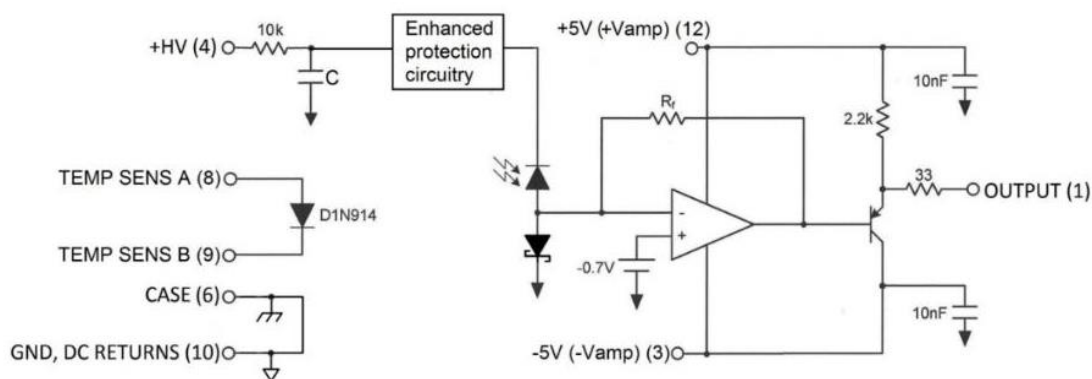 +HV (4)
10k
C
Enhanced
protection
circuitry
+5V (+Vamp) (12)
10nF
2.2k
Rf
33
OUTPUT (1)
TEMP SENS A (8)
D1N914
TEMP SENS B (9)
-
+
-0.7V
CASE (6)
10nF
GND, DC RETURNS (10)
-5V (-Vamp) (3)